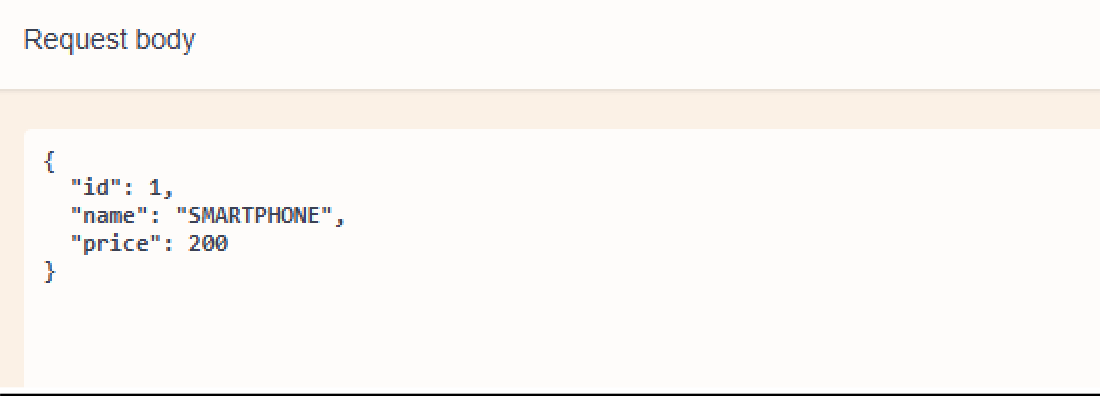 Request body
{
  "id": 1,
  "name": "SMARTPHONE",
  "price": 200
}